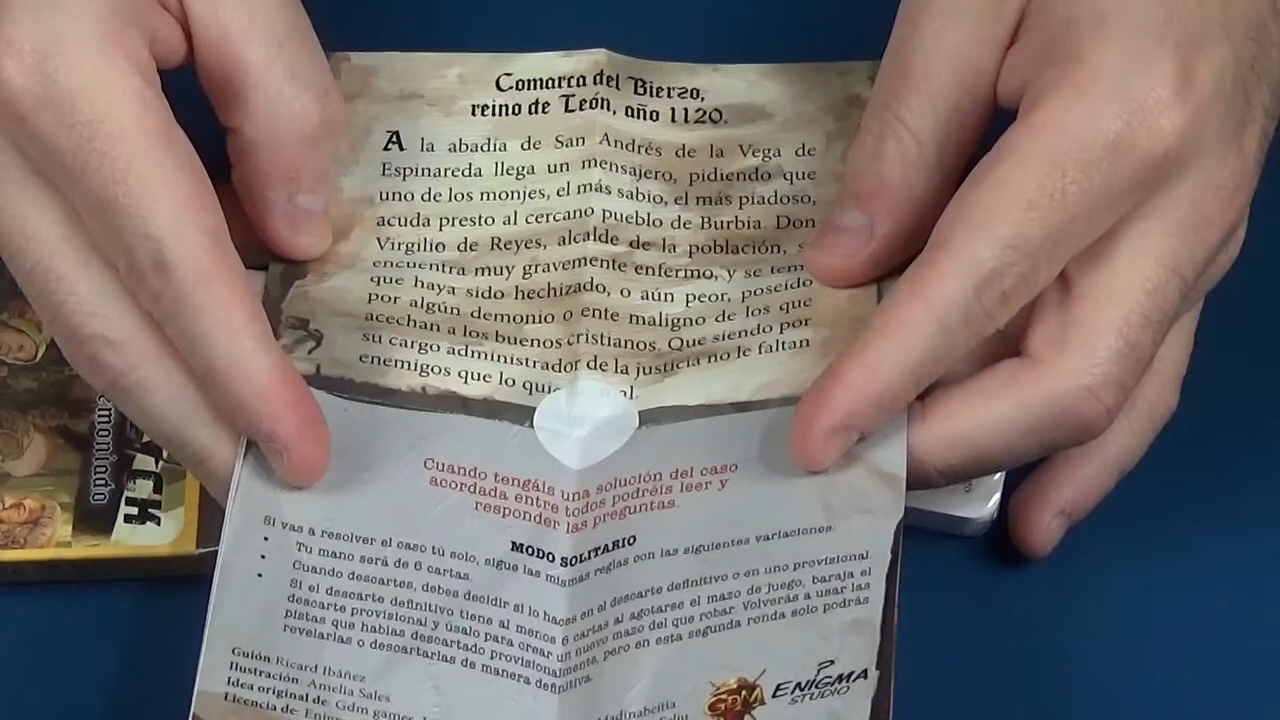 Comarca del Bierzo,
reino de León, año 1120.
A la abadía de San Andrés de la Vega de
Espinareda llega un mensajero, pidiendo que
uno de los monjes, el más sabio, el más piadoso,
acuda presto al cercano pueblo de Burbia. Don
Virgilio de Reyes, alcalde de la población,
encuentra muy gravemente enfermo, y se tem
que haya sido hechizado, o aún peor, poseído
por algún demonio o ente maligno de los que
acechan a los buenos cristianos. Que siendo por
su cargo administrador de la justicia no le faltan
enemigos que lo
Cuando tengáis una solución del caso
acordada entre todos podréis leer y
responder las preguntas.
MODO SOLITARIO
Si vas a resolver el caso tú solo, sigue las mismas reglas con las siguientes variaciones:
• Tu mano será de 6 cartas.
• Cuando descartes, debes decidir si lo haces en el descarte definitivo o en uno provisional.
• Si el descarte definitivo tiene al menos 6 cartas al agotarse el mazo de juego, baraja el
descarte provisional y úsalo para crear un nuevo mazo del que robar. Volverás a usar las
pistas que habías descartado provisionalmente, pero en esta segunda ronda solo podrás
revelarlas o descartarlas de manera definitiva.
Guión: Ricard Ibáñez
Ilustración: Amelia Sales
Idea original de: Gdm games,
Licencia de: Enig
Madinabeitia
GDM
ENIGMA
STUDIO